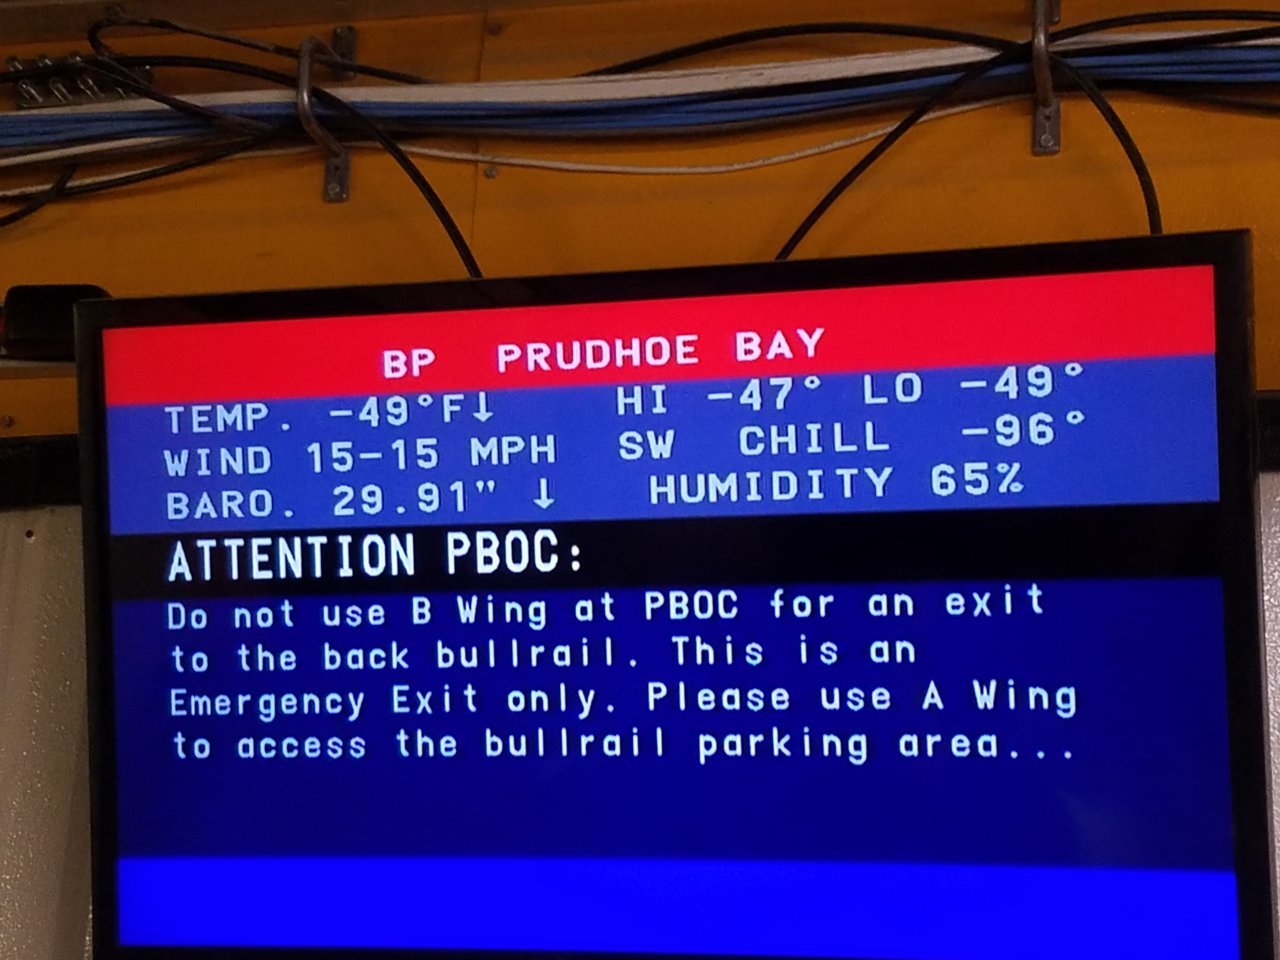 BP PRUDHOE BAY
TEMP. -49°F↓ HI -47° LO -49°
WIND 15-15 MPH SW CHILL -96°
BARO. 29.91" ↓ HUMIDITY 65%
ATTENTION PBOC:
Do not use B Wing at PBOC for an exit
to the back bullrail. This is an
Emergency Exit only. Please use A Wing
to access the bullrail parking area...